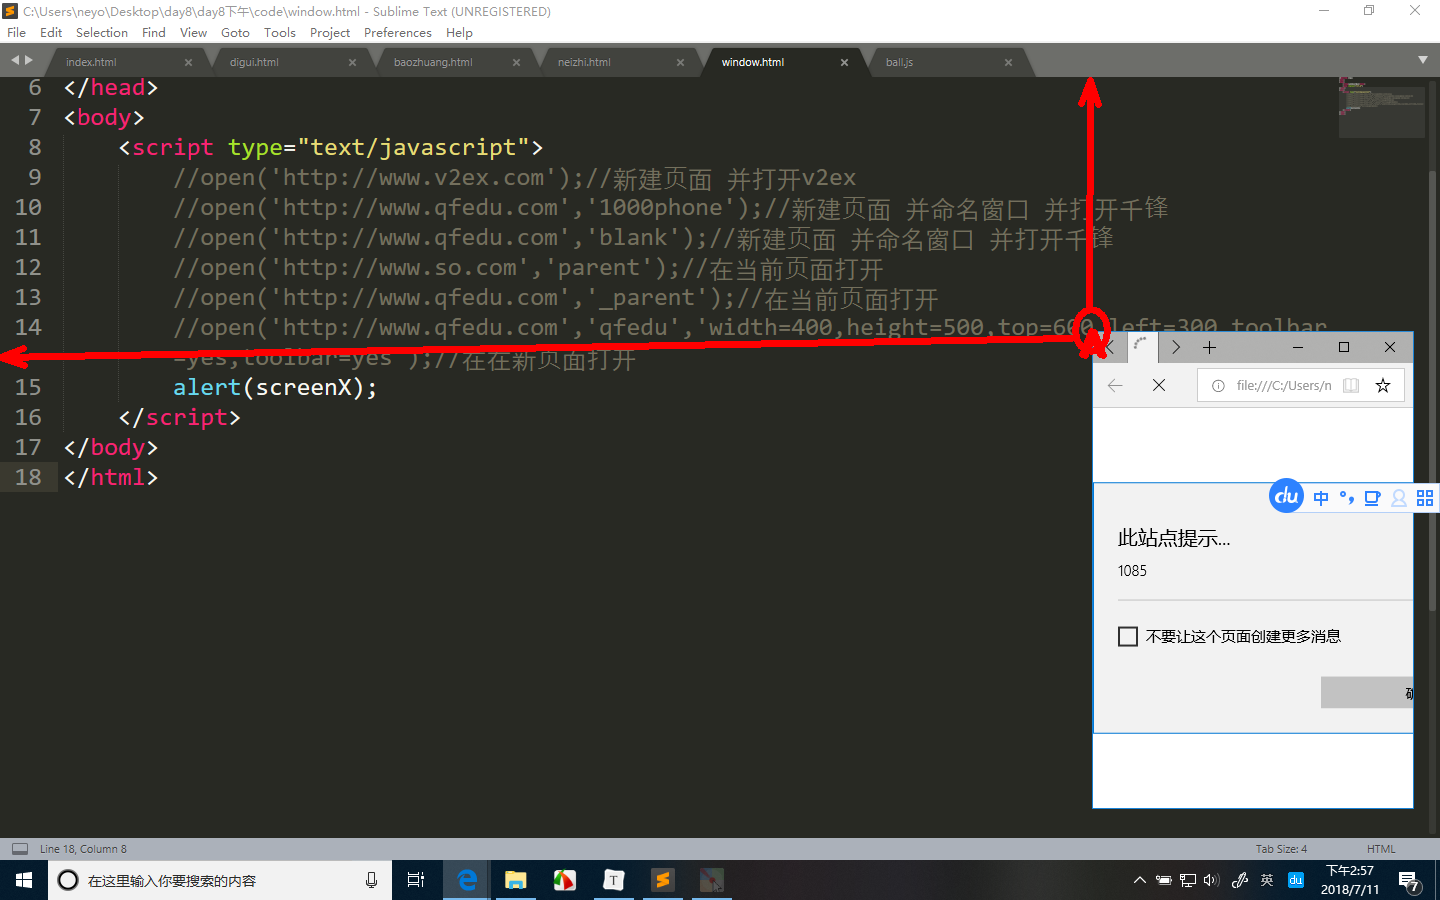 C:\Users\neyo\Desktop\day8\day8下午\code\window.html - Sublime Text (UNREGISTERED)
File Edit Selection Find View Goto Tools Project Preferences Help
index.html digui.html baozhuang.html neizhi.html window.html ball.js
6 </head>
7 <body>
8 <script type="text/javascript">
9 //open('http://www.v2ex.com');//新建页面 并打开v2ex
10 //open('http://www.qfedu.com','1000phone');//新建页面 并命名窗口 并打开千锋
11 //open('http://www.qfedu.com','blank');//新建页面 并命名窗口 并打开千锋
12 //open('http://www.so.com','parent');//在当前页面打开
13 //open('http://www.qfedu.com','_parent');//在当前页面打开
14 //open('http://www.qfedu.com','qfedu','width=400,height=500,top=600,left=300,toolbar
=yes,toolbar=yes');//在在新页面打开
15 alert(screenX);
16 </script>
17 </body>
18 </html>
file:///C:/Users/n
du 中
此站点提示...
1085
不要让这个页面创建更多消息
Line 18, Column 8 Tab Size: 4 HTML
在这里输入你要搜索的内容
T
英 du
下午2:57
2018/7/11
7